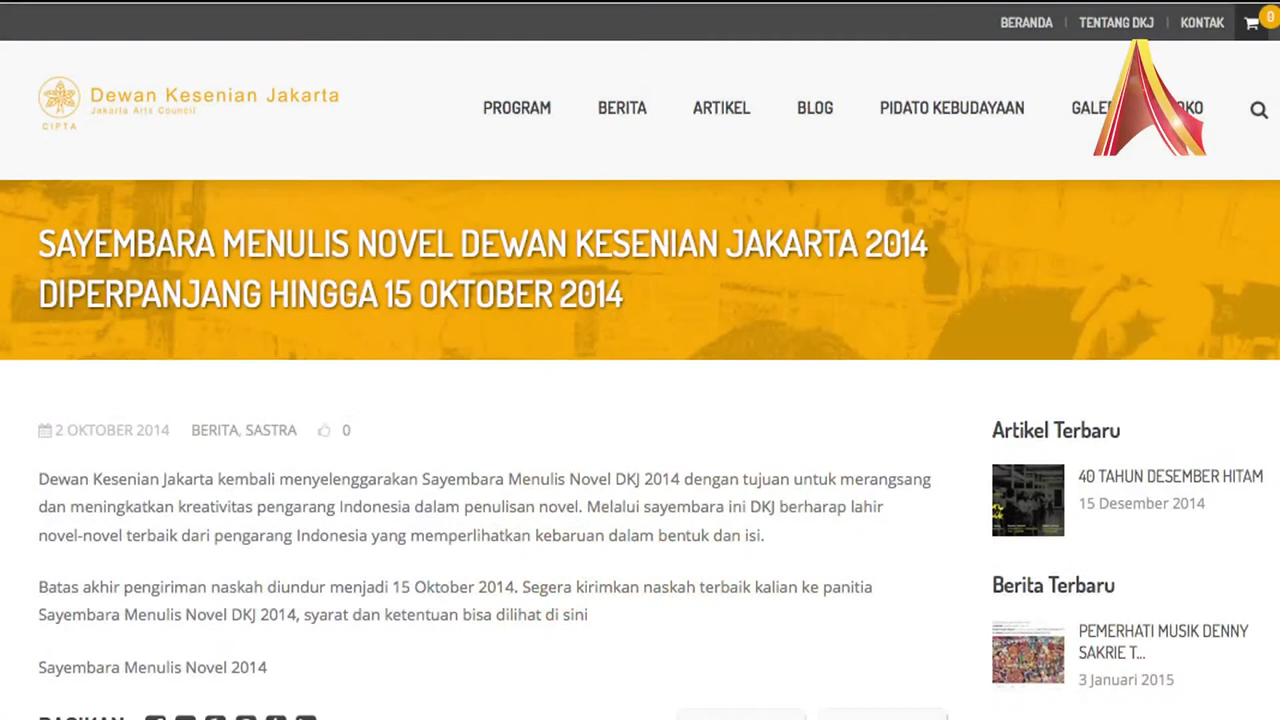 BERANDA
TENTANG DKJ
KONTAK
0
Dewan Kesenian Jakarta
Jakarta Arts Council
CIPTA
PROGRAM
BERITA
ARTIKEL
BLOG
PIDATO KEBUDAYAAN
SAYEMBARA MENULIS NOVEL DEWAN KESENIAN JAKARTA 2014
DIPERPANJANG HINGGA 15 OKTOBER 2014
2 OKTOBER 2014 BERITA, SASTRA 0
Dewan Kesenian Jakarta kembali menyelenggarakan Sayembara Menulis Novel DKJ 2014 dengan tujuan untuk merangsang
dan meningkatkan kreativitas pengarang Indonesia dalam penulisan novel. Melalui sayembara ini DKJ berharap lahir
novel-novel terbaik dari pengarang Indonesia yang memperlihatkan kebaruan dalam bentuk dan isi.
Batas akhir pengiriman naskah diundur menjadi 15 Oktober 2014. Segera kirimkan naskah terbaik kalian ke panitia
Sayembara Menulis Novel DKJ 2014, syarat dan ketentuan bisa dilihat di sini
Sayembara Menulis Novel 2014
Artikel Terbaru
40 TAHUN DESEMBER HITAM
15 Desember 2014
Berita Terbaru
PEMERHATI MUSIK DENNY
SAKRIE T...
3 Januari 2015